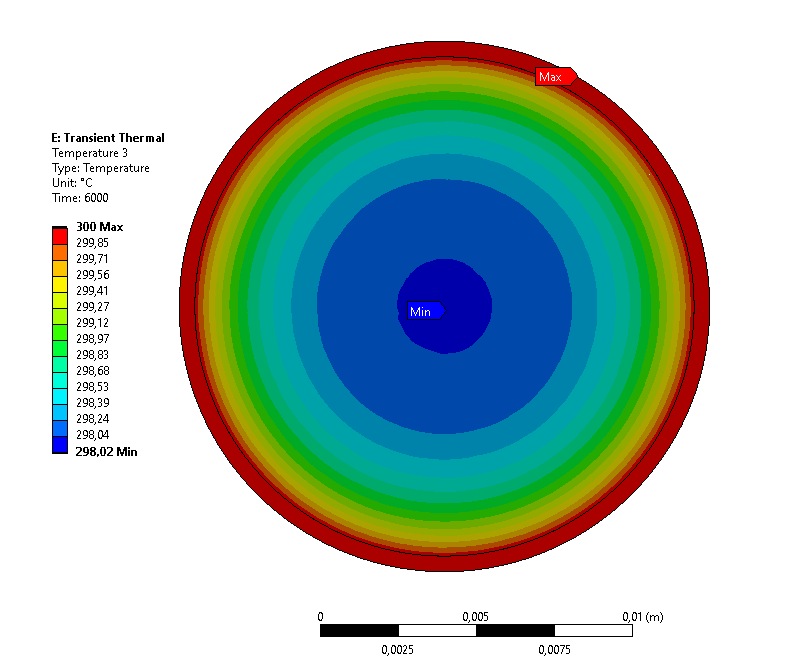 E: Transient Thermal
Temperature 3
Type: Temperature
Unit: °C
Time: 6000
300 Max
299,85
299,71
299,56
299,41
299,27
299,12
298,97
298,83
298,68
298,53
298,39
298,24
298,04
298,02 Min
Max
Min
0 0,005 0,01 (m)
0,0025 0,0075